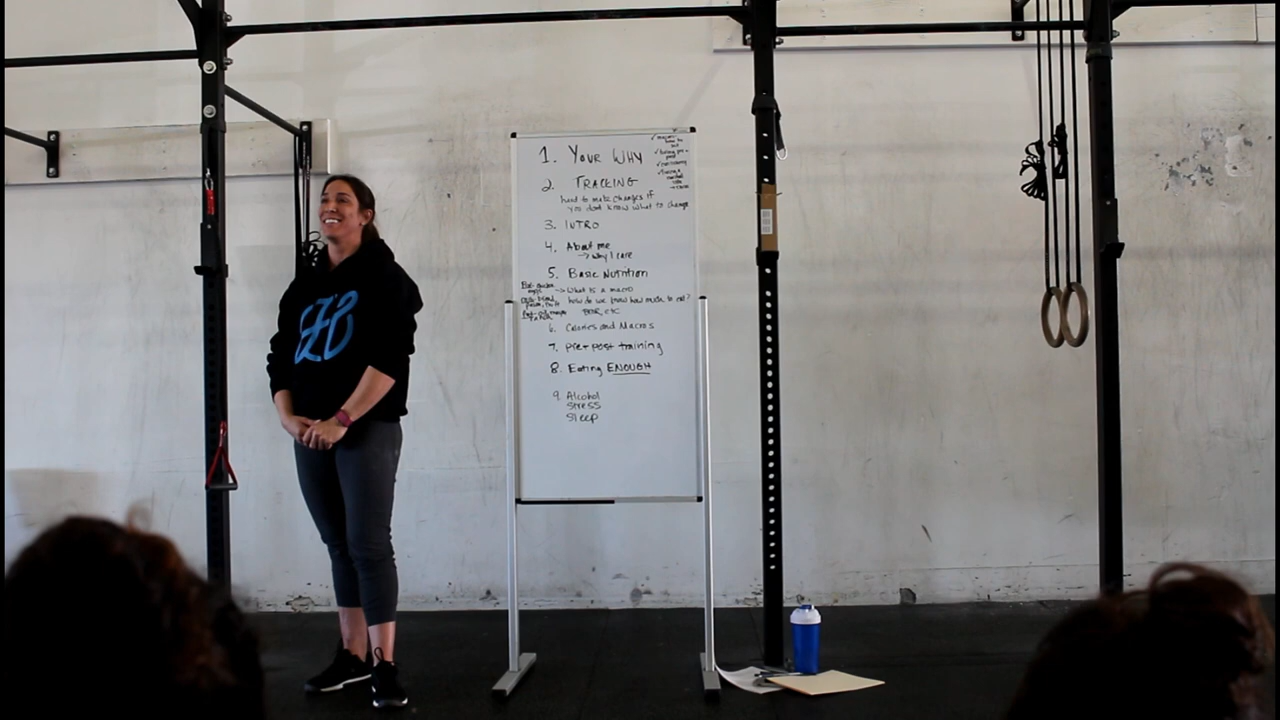 1. YOUR WHY
2. TRACKING
hard to make changes if
you dont know what to change
3. INTRO
4. About me
→ why I care
5. Basic Nutrition
→ What is a macro
how do we know how much to eat?
BMR, etc
6. Calories and Macros
7. pre + post training
8. Eating ENOUGH
9. Alcohol
Stress
Sleep